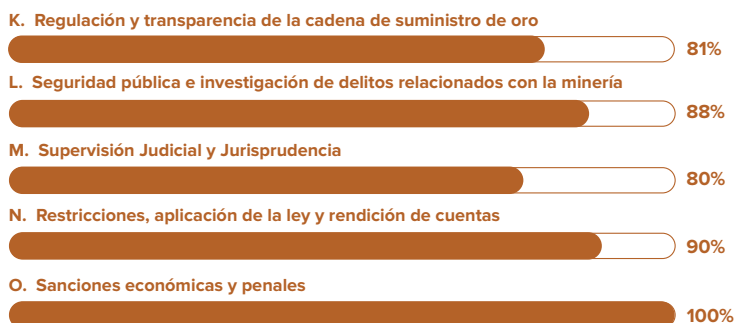 K. Regulación y transparencia de la cadena de suministro de oro
81%
L. Seguridad pública e investigación de delitos relacionados con la minería
88%
M. Supervisión Judicial y Jurisprudencia
80%
N. Restricciones, aplicación de la ley y rendición de cuentas
90%
O. Sanciones económicas y penales
100%